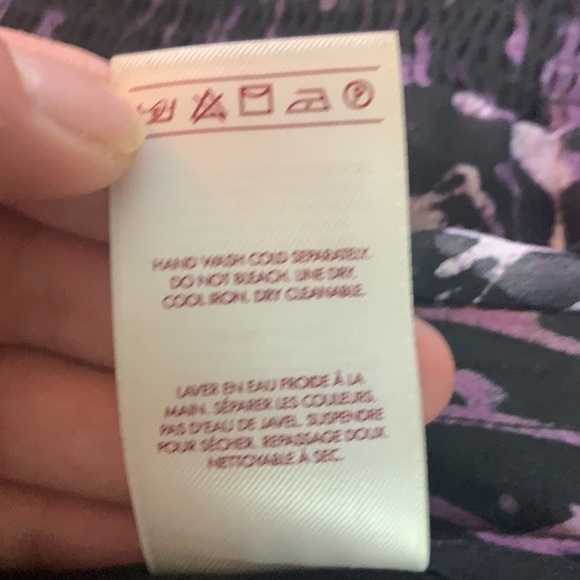 HAND WASH COLD SEPARATELY.
DO NOT BLEACH. LINE DRY.
COOL IRON. DRY CLEANABLE.
LAVER EN EAU FROIDE À LA
MAIN. SÉPARER LES COULEURS.
PAS D'EAU DE JAVEL. SUSPENDRE
POUR SÉCHER. REPASSAGE DOUX.
NETTOYABLE À SEC.